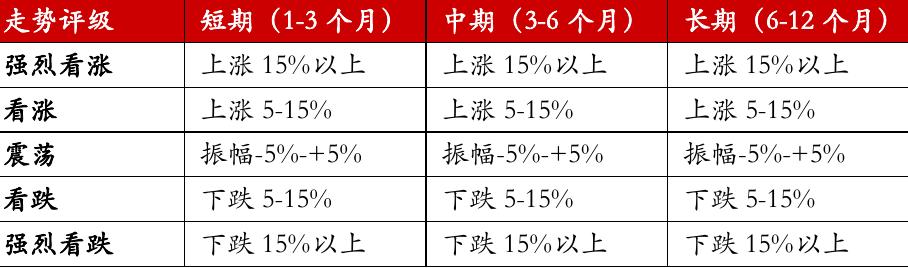 走势评级 短期（1-3 个月） 中期（3-6 个月） 长期（6-12 个月）
强烈看涨 上涨 15%以上 上涨 15%以上 上涨 15%以上
看涨 上涨 5-15% 上涨 5-15% 上涨 5-15%
震荡 振幅-5%-+5% 振幅-5%-+5% 振幅-5%-+5%
看跌 下跌 5-15% 下跌 5-15% 下跌 5-15%
强烈看跌 下跌 15%以上 下跌 15%以上 下跌 15%以上